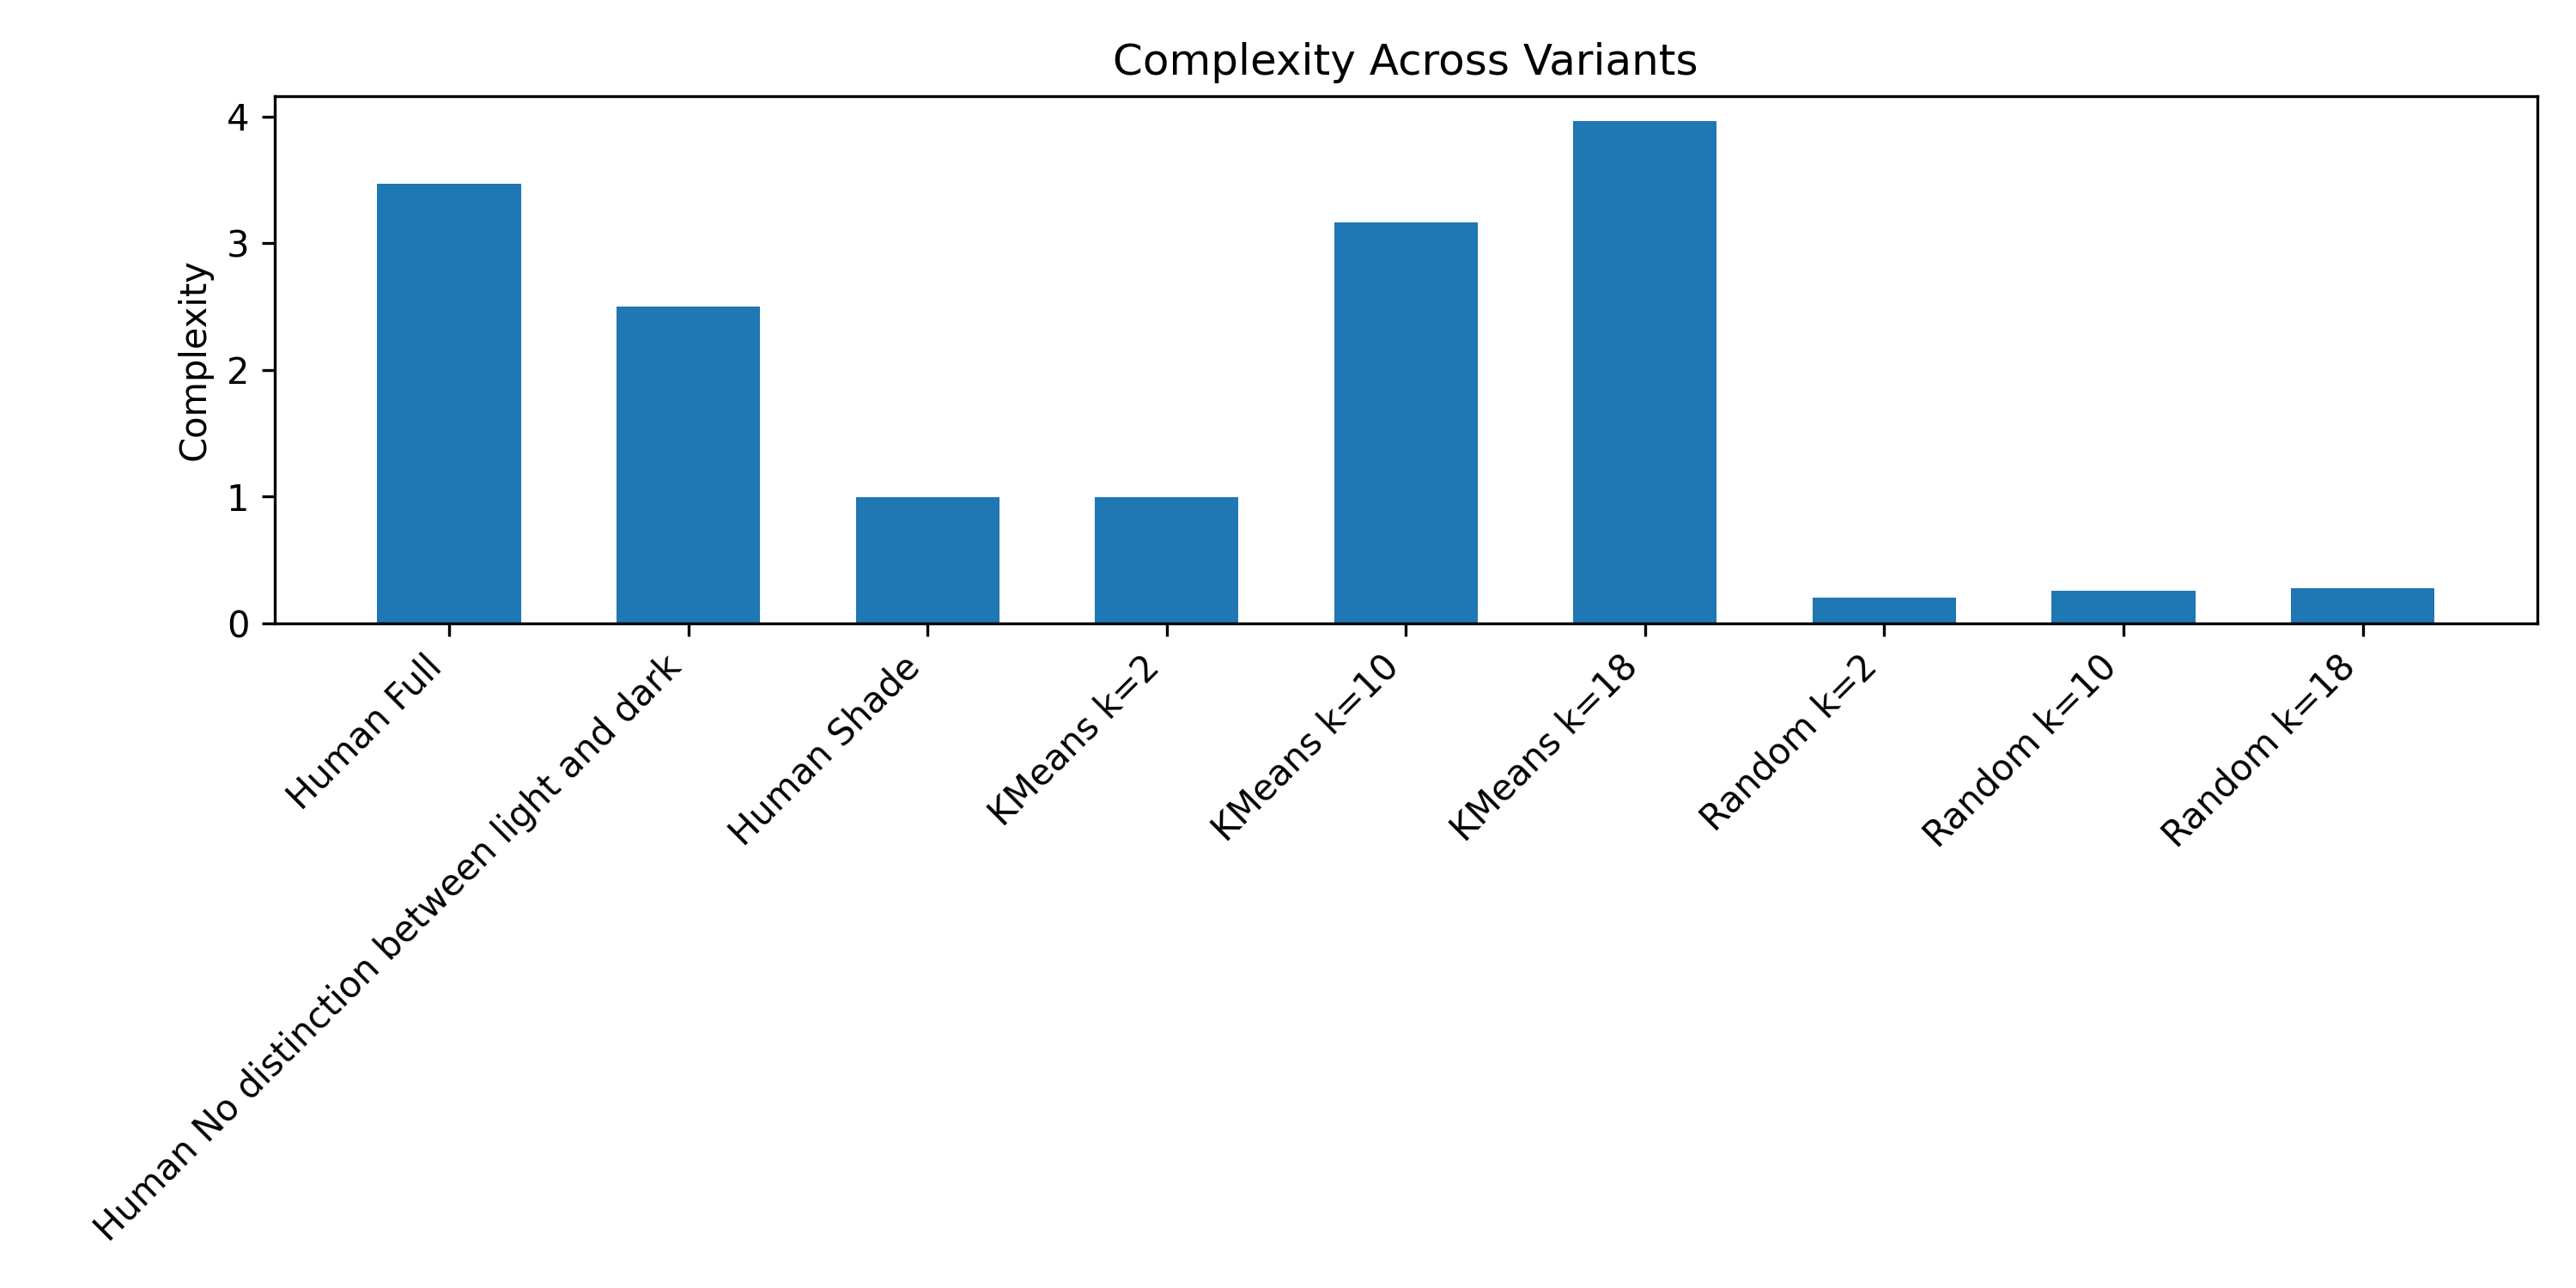 Complexity Across Variants
Complexity
4
3
2
1
0
Human Full
Human No distinction between light and dark
Human Shade
KMeans k=2
KMeans k=10
KMeans k=18
Random k=2
Random k=10
Random k=18